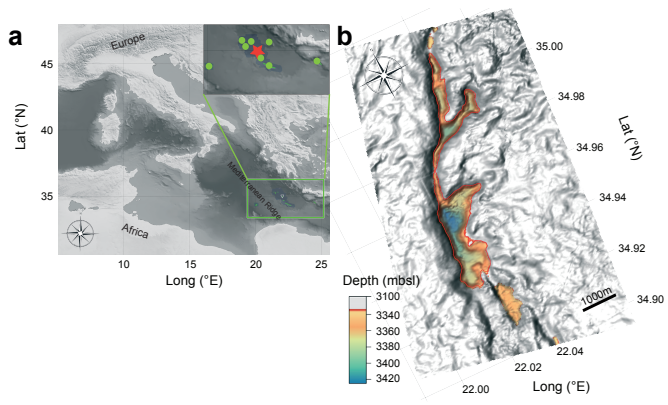 a
Europe
45
40
35
Lat (°N)
Mediterranean Ridge
Africa
10
15
20
25
Long (°E)
b
35.00
34.98
34.96
34.94
34.92
34.90
Lat (°N)
1000m
22.04
22.02
22.00
Long (°E)
Depth (mbsl)
3100
3340
3360
3380
3400
3420